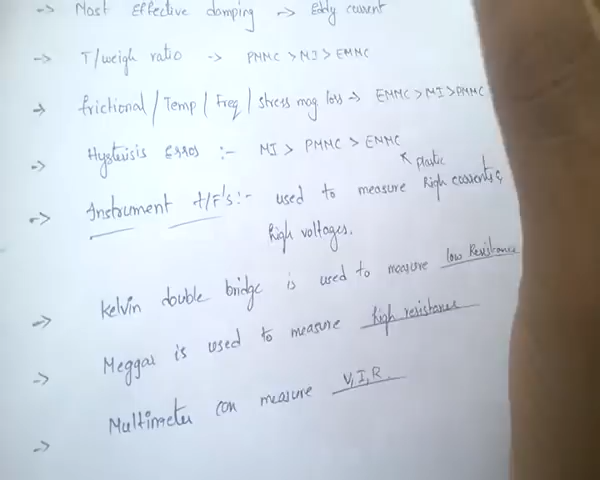 -> Most Effective damping -> Eddy current
-> T/weigh ratio -> PMMC > MI > EMMC
-> frictional / Temp / Freq / stress mag loss -> EMMC > MI > PMMC
-> Hysterisis Error :- MI > PMMC > EMMC
plastic
-> Instrument T/F's :- used to measure high currents &
high voltages.
-> Kelvin double bridge is used to measure low Resistance
-> Meggar is used to measure high resistance
-> Multimeter can measure V, I, R